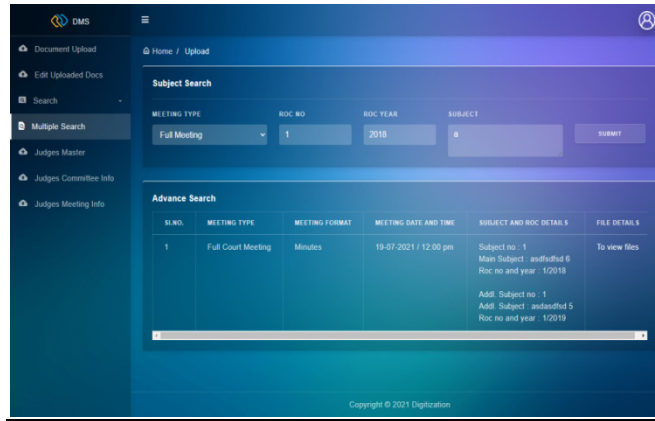 DMS
Document Upload
Edit Uploaded Docs
Search
Multiple Search
Judges Master
Judges Committee Info
Judges Meeting Info
Home / Upload
Subject Search
MEETING TYPE ROC NO ROC YEAR SUBJECT
Full Meeting 1 2018 a SUBMIT
Advance Search
SI.NO. MEETING TYPE MEETING FORMAT MEETING DATE AND TIME SUBJECT AND ROC DETAILS FILE DETAILS
1 Full Court Meeting Minutes 19-07-2021 / 12:00 pm Subject no : 1 To view files
Main Subject : asdfsdfsd 6
Roc no and year : 1/2018
Addl. Subject no : 1
Addl. Subject : asdasdfsd 5
Roc no and year : 1/2019
Copyright © 2021 Digitization